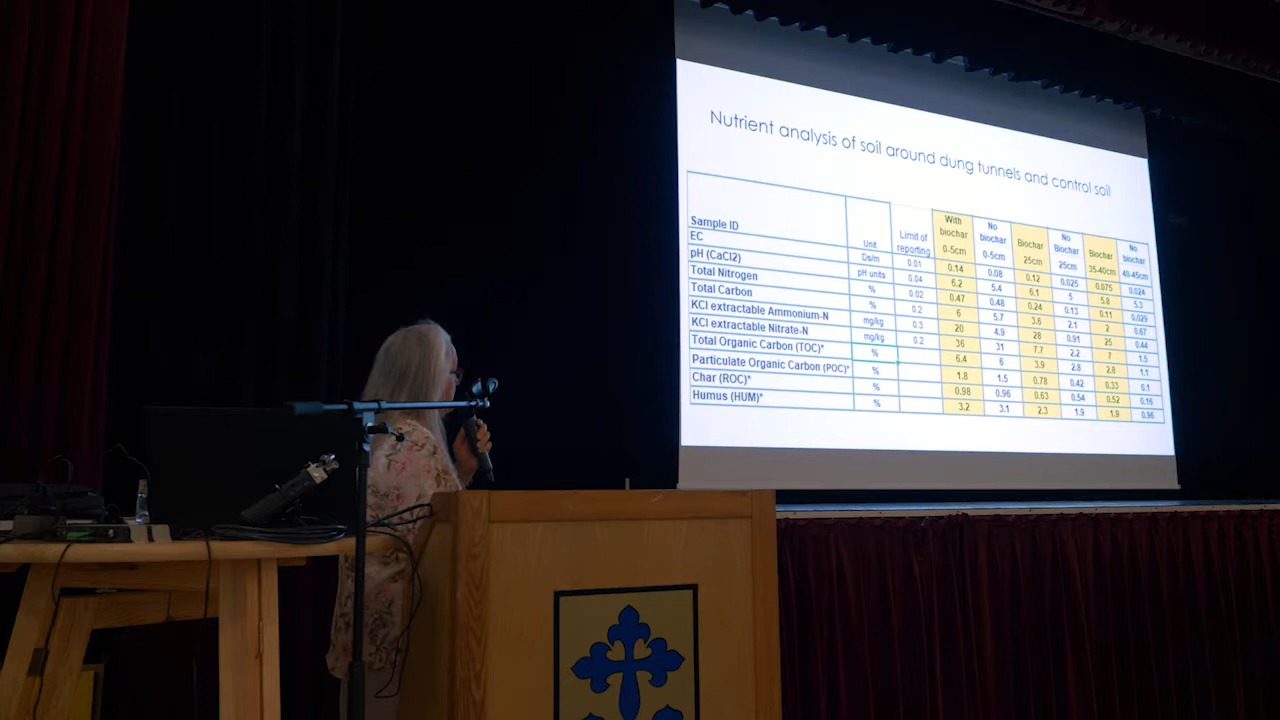 Nutrient analysis of soil around dung tunnels and control soil
Sample ID Unit Limit of reporting With biochar 0-5cm No biochar 0-5cm Biochar 25cm No biochar 25cm Biochar 35-40cm No biochar 40-45cm
EC Ds/m 0.01 0.14 0.08 0.12 0.025 0.075 0.024
pH (CaCl2) pH units 0.04 6.2 5.4 6.1 5 5.8 5.3
Total Nitrogen % 0.02 0.47 0.48 0.24 0.13 0.11 0.029
Total Carbon % 0.2 6 5.7 3.6 2.1 2 0.67
KCl extractable Ammonium-N mg/kg 0.3 20 4.9 28 0.91 25 0.44
KCl extractable Nitrate-N mg/kg 0.2 36 31 7.7 2.2 7 1.5
Total Organic Carbon (TOC)* % 6.4 6 3.9 2.8 2.8 1.1
Particulate Organic Carbon (POC)* % 1.8 1.5 0.78 0.42 0.33 0.1
Char (ROC)* % 0.98 0.96 0.63 0.54 0.52 0.16
Humus (HUM)* % 3.2 3.1 2.3 1.9 1.9 0.96